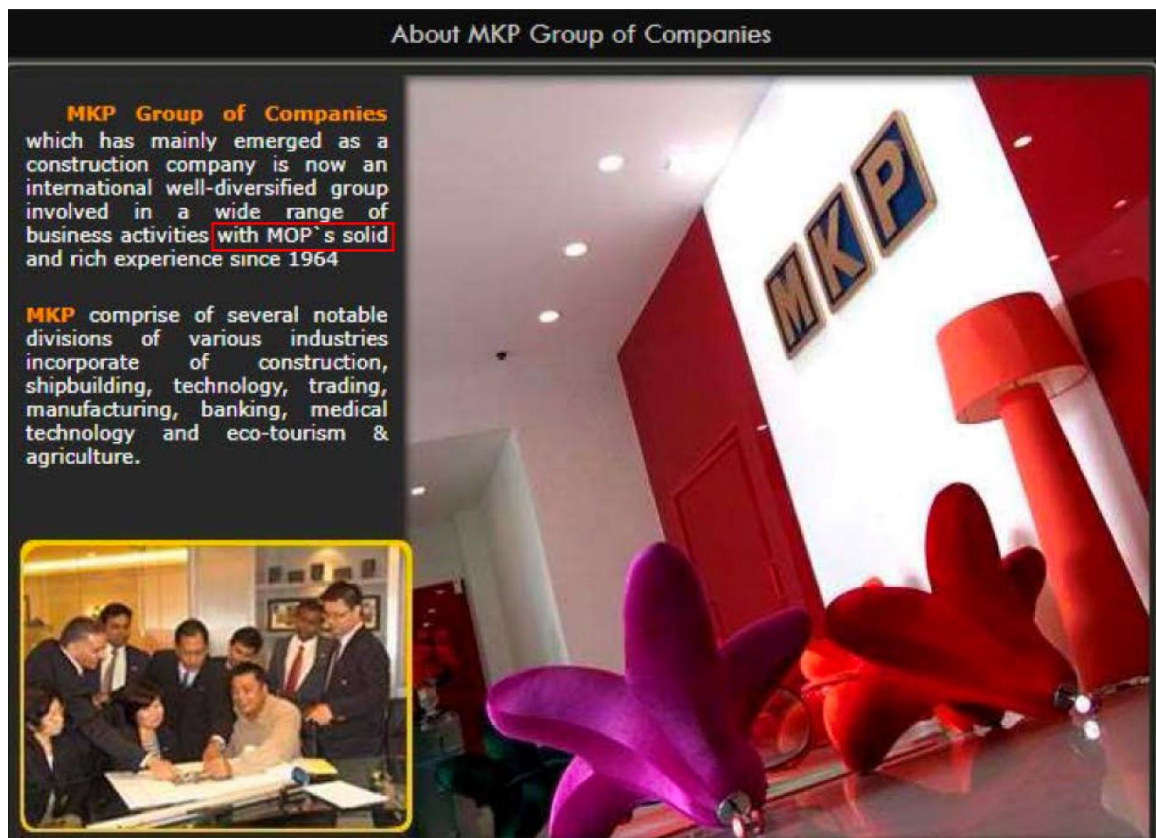 About MKP Group of Companies
MKP Group of Companies
which has mainly emerged as a
construction company is now an
international well-diversified group
involved in a wide range of
business activities with MOP`s solid
and rich experience since 1964
MKP comprise of several notable
divisions of various industries
incorporate of construction,
shipbuilding, technology, trading,
manufacturing, banking, medical
technology and eco-tourism &
agriculture.
MKP